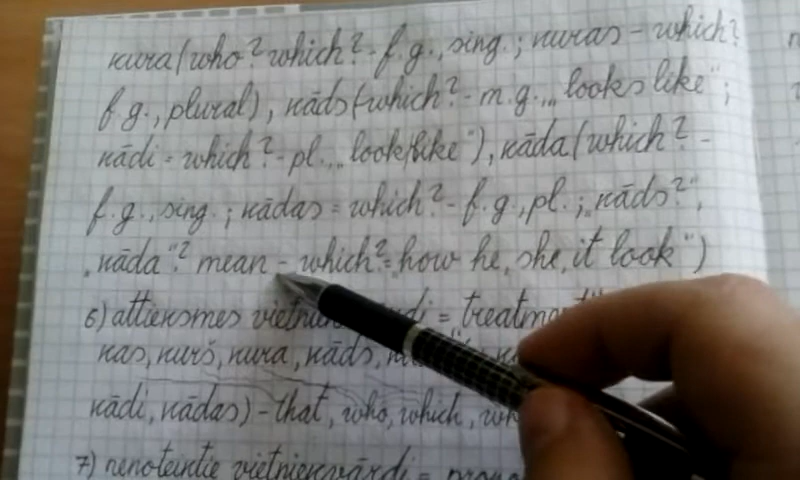 kura (who? which? - f.g., sing.; kuras - which?
f.g., plural), kāds (which? - m.g. „looks like";
kādi = which? - pl. „look like"), kāda (which? -
f.g., sing.; kādas = which? - f.g., pl.; „kāds?",
„kāda"? mean - which? = „how he, she, it look")
6) attieksmes =
kas, kurš, kura, kāds,
kādi, kādas) - that, who, which,
7) nenoteiktie vietniekvārdi =